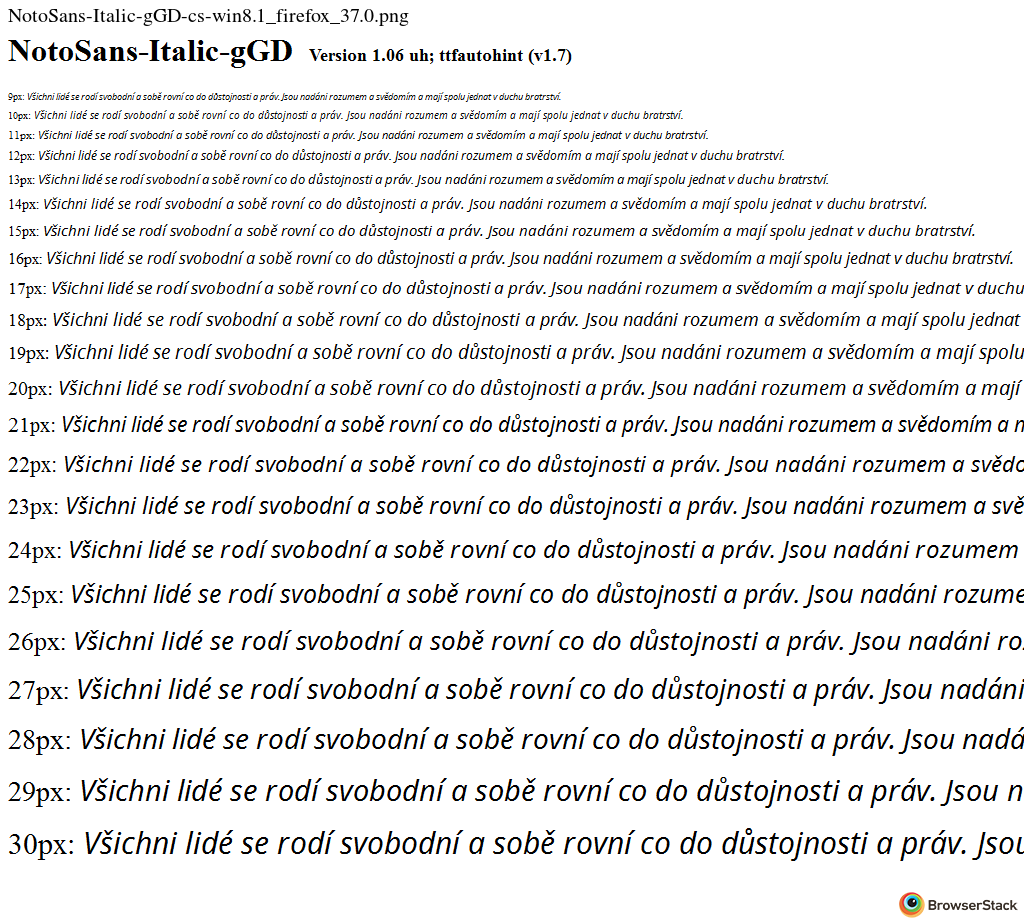 NotoSans-Italic-gGD-cs-win8.1_firefox_37.0.png
NotoSans-Italic-gGD Version 1.06 uh; ttfautohint (v1.7)
9px: Všichni lidé se rodí svobodní a sobě rovní co do důstojnosti a práv. Jsou nadáni rozumem a svědomím a mají spolu jednat v duchu bratrství.
10px: Všichni lidé se rodí svobodní a sobě rovní co do důstojnosti a práv. Jsou nadáni rozumem a svědomím a mají spolu jednat v duchu bratrství.
11px: Všichni lidé se rodí svobodní a sobě rovní co do důstojnosti a práv. Jsou nadáni rozumem a svědomím a mají spolu jednat v duchu bratrství.
12px: Všichni lidé se rodí svobodní a sobě rovní co do důstojnosti a práv. Jsou nadáni rozumem a svědomím a mají spolu jednat v duchu bratrství.
13px: Všichni lidé se rodí svobodní a sobě rovní co do důstojnosti a práv. Jsou nadáni rozumem a svědomím a mají spolu jednat v duchu bratrství.
14px: Všichni lidé se rodí svobodní a sobě rovní co do důstojnosti a práv. Jsou nadáni rozumem a svědomím a mají spolu jednat v duchu bratrství.
15px: Všichni lidé se rodí svobodní a sobě rovní co do důstojnosti a práv. Jsou nadáni rozumem a svědomím a mají spolu jednat v duchu bratrství.
16px: Všichni lidé se rodí svobodní a sobě rovní co do důstojnosti a práv. Jsou nadáni rozumem a svědomím a mají spolu jednat v duchu bratrství.
17px: Všichni lidé se rodí svobodní a sobě rovní co do důstojnosti a práv. Jsou nadáni rozumem a svědomím a mají spolu jednat v duchu
18px: Všichni lidé se rodí svobodní a sobě rovní co do důstojnosti a práv. Jsou nadáni rozumem a svědomím a mají spolu jednat
19px: Všichni lidé se rodí svobodní a sobě rovní co do důstojnosti a práv. Jsou nadáni rozumem a svědomím a mají spolu
20px: Všichni lidé se rodí svobodní a sobě rovní co do důstojnosti a práv. Jsou nadáni rozumem a svědomím a mají
21px: Všichni lidé se rodí svobodní a sobě rovní co do důstojnosti a práv. Jsou nadáni rozumem a svědomím a
22px: Všichni lidé se rodí svobodní a sobě rovní co do důstojnosti a práv. Jsou nadáni rozumem a svědo
23px: Všichni lidé se rodí svobodní a sobě rovní co do důstojnosti a práv. Jsou nadáni rozumem a svě
24px: Všichni lidé se rodí svobodní a sobě rovní co do důstojnosti a práv. Jsou nadáni rozumem
25px: Všichni lidé se rodí svobodní a sobě rovní co do důstojnosti a práv. Jsou nadáni rozume
26px: Všichni lidé se rodí svobodní a sobě rovní co do důstojnosti a práv. Jsou nadáni ro
27px: Všichni lidé se rodí svobodní a sobě rovní co do důstojnosti a práv. Jsou nadáni
28px: Všichni lidé se rodí svobodní a sobě rovní co do důstojnosti a práv. Jsou nadá
29px: Všichni lidé se rodí svobodní a sobě rovní co do důstojnosti a práv. Jsou n
30px: Všichni lidé se rodí svobodní a sobě rovní co do důstojnosti a práv. Jsou
BrowserStack